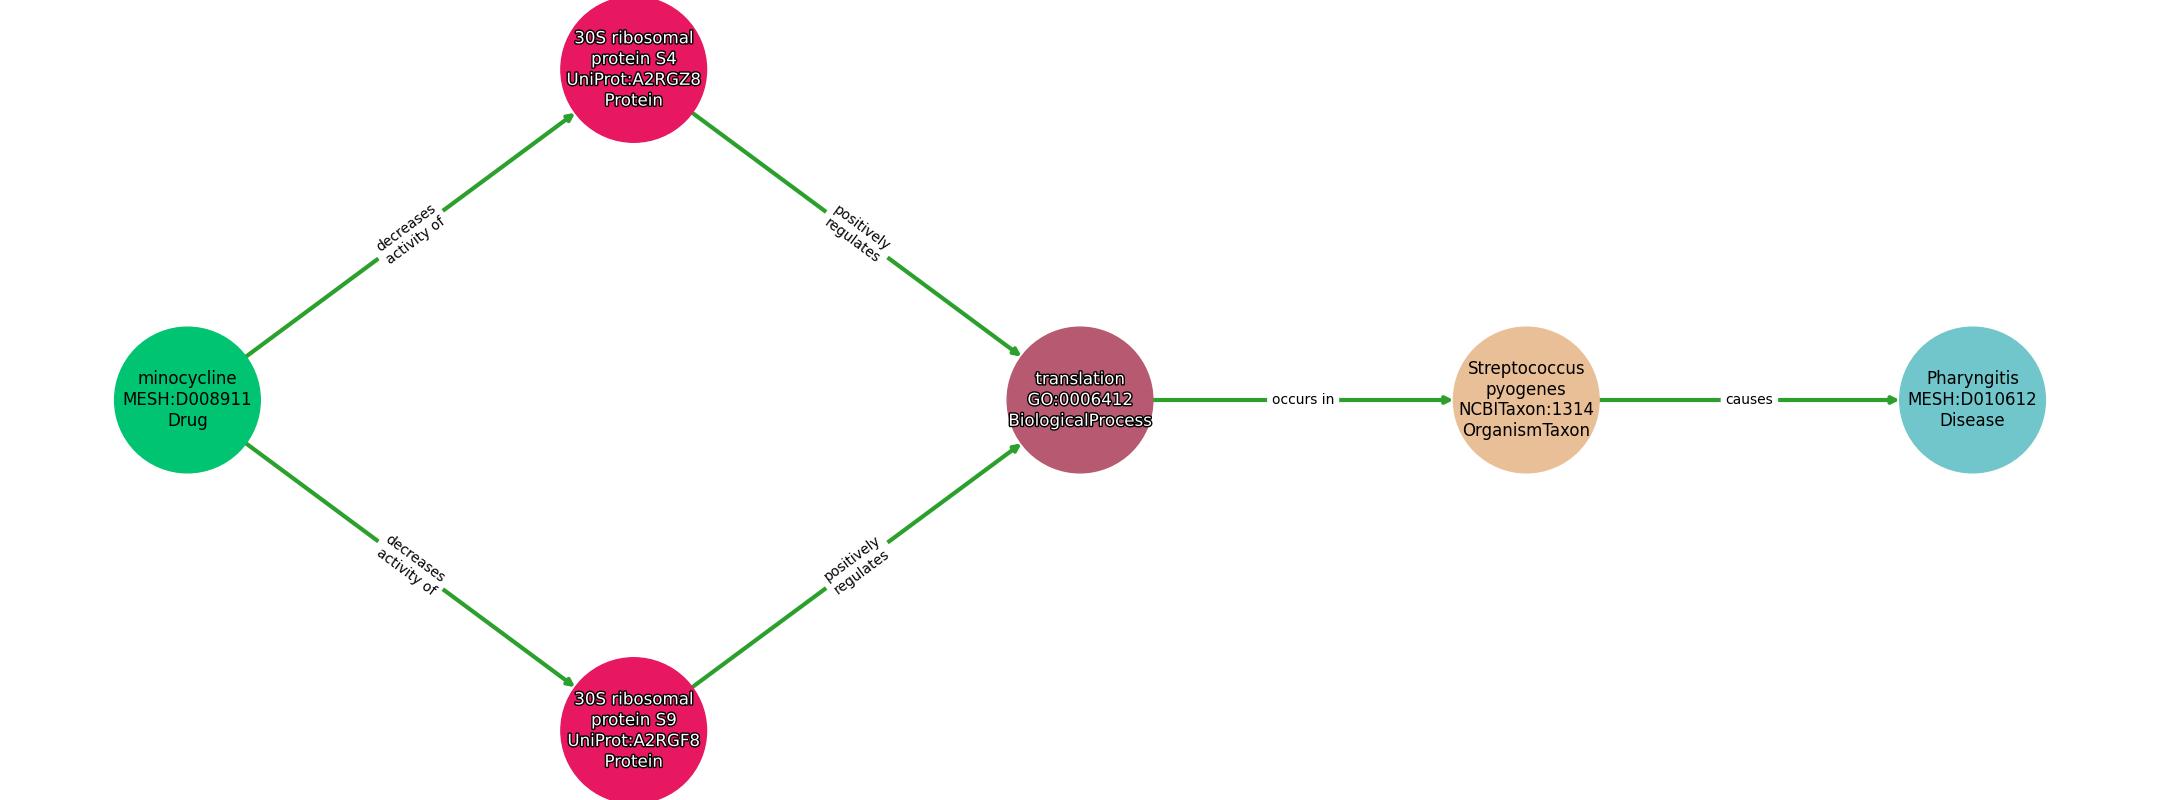 30S ribosomal
protein S4
UniProt:A2RGZ8
Protein
decreases
activity of
positively
regulates
minocycline
MESH:D008911
Drug
translation
GO:0006412
BiologicalProcess
occurs in
Streptococcus
pyogenes
NCBITaxon:1314
OrganismTaxon
causes
Pharyngitis
MESH:D010612
Disease
decreases
activity of
positively
regulates
30S ribosomal
protein S9
UniProt:A2RGF8
Protein